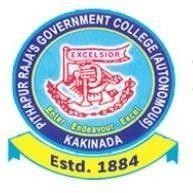 PITHAPUR RAJA'S GOVERNMENT COLLEGE (AUTONOMOUS)
EXCELSIOR
Enter - Endeavour - Excel
KAKINADA
Estd. 1884